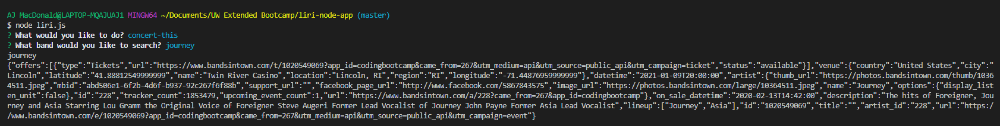 AJ MacDonald@LAPTOP-MQAJUAJ1 MINGW64 ~/Documents/UW Extended Bootcamp/liri-node-app (master)
$ node liri.js
? What would you like to do? concert-this
? What band would you like to search? journey
journey
{"offers":[{"type":"Tickets","url":"https://www.bandsintown.com/t/1020549069?app_id=codingbootcamp&came_from=267&utm_medium=api&utm_source=public_api&utm_campaign=ticket","status":"available"}],"venue":{"country":"United States","city":"
Lincoln","latitude":"41.88812549999999","name":"Twin River Casino","location":"Lincoln, RI","region":"RI","longitude":"-71.44876959999999"},"datetime":"2021-01-09T20:00:00","artist":{"thumb_url":"https://photos.bandsintown.com/thumb/1036
4511.jpeg","mbid":"abd506e1-6f2b-4d6f-b937-92c267f6f88b","support_url":"","facebook_page_url":"http://www.facebook.com/5867843575","image_url":"https://photos.bandsintown.com/large/10364511.jpeg","name":"Journey","options":{"display_list
en_unit":false},"id":"228","tracker_count":1853479,"upcoming_event_count":1,"url":"https://www.bandsintown.com/a/228?came_from=267&app_id=codingbootcamp"},"on_sale_datetime":"2020-02-13T14:42:00","description":"The hits of Foreigner, Jou
rney and Asia Starring Lou Gramm the Original Voice of Foreigner Steve Augeri Former Lead Vocalist of Journey John Payne Former Asia Lead Vocalist","lineup":["Journey","Asia"],"id":"1020549069","title":"","artist_id":"228","url":"https:/
/www.bandsintown.com/e/1020549069?app_id=codingbootcamp&came_from=267&utm_medium=api&utm_source=public_api&utm_campaign=event"}